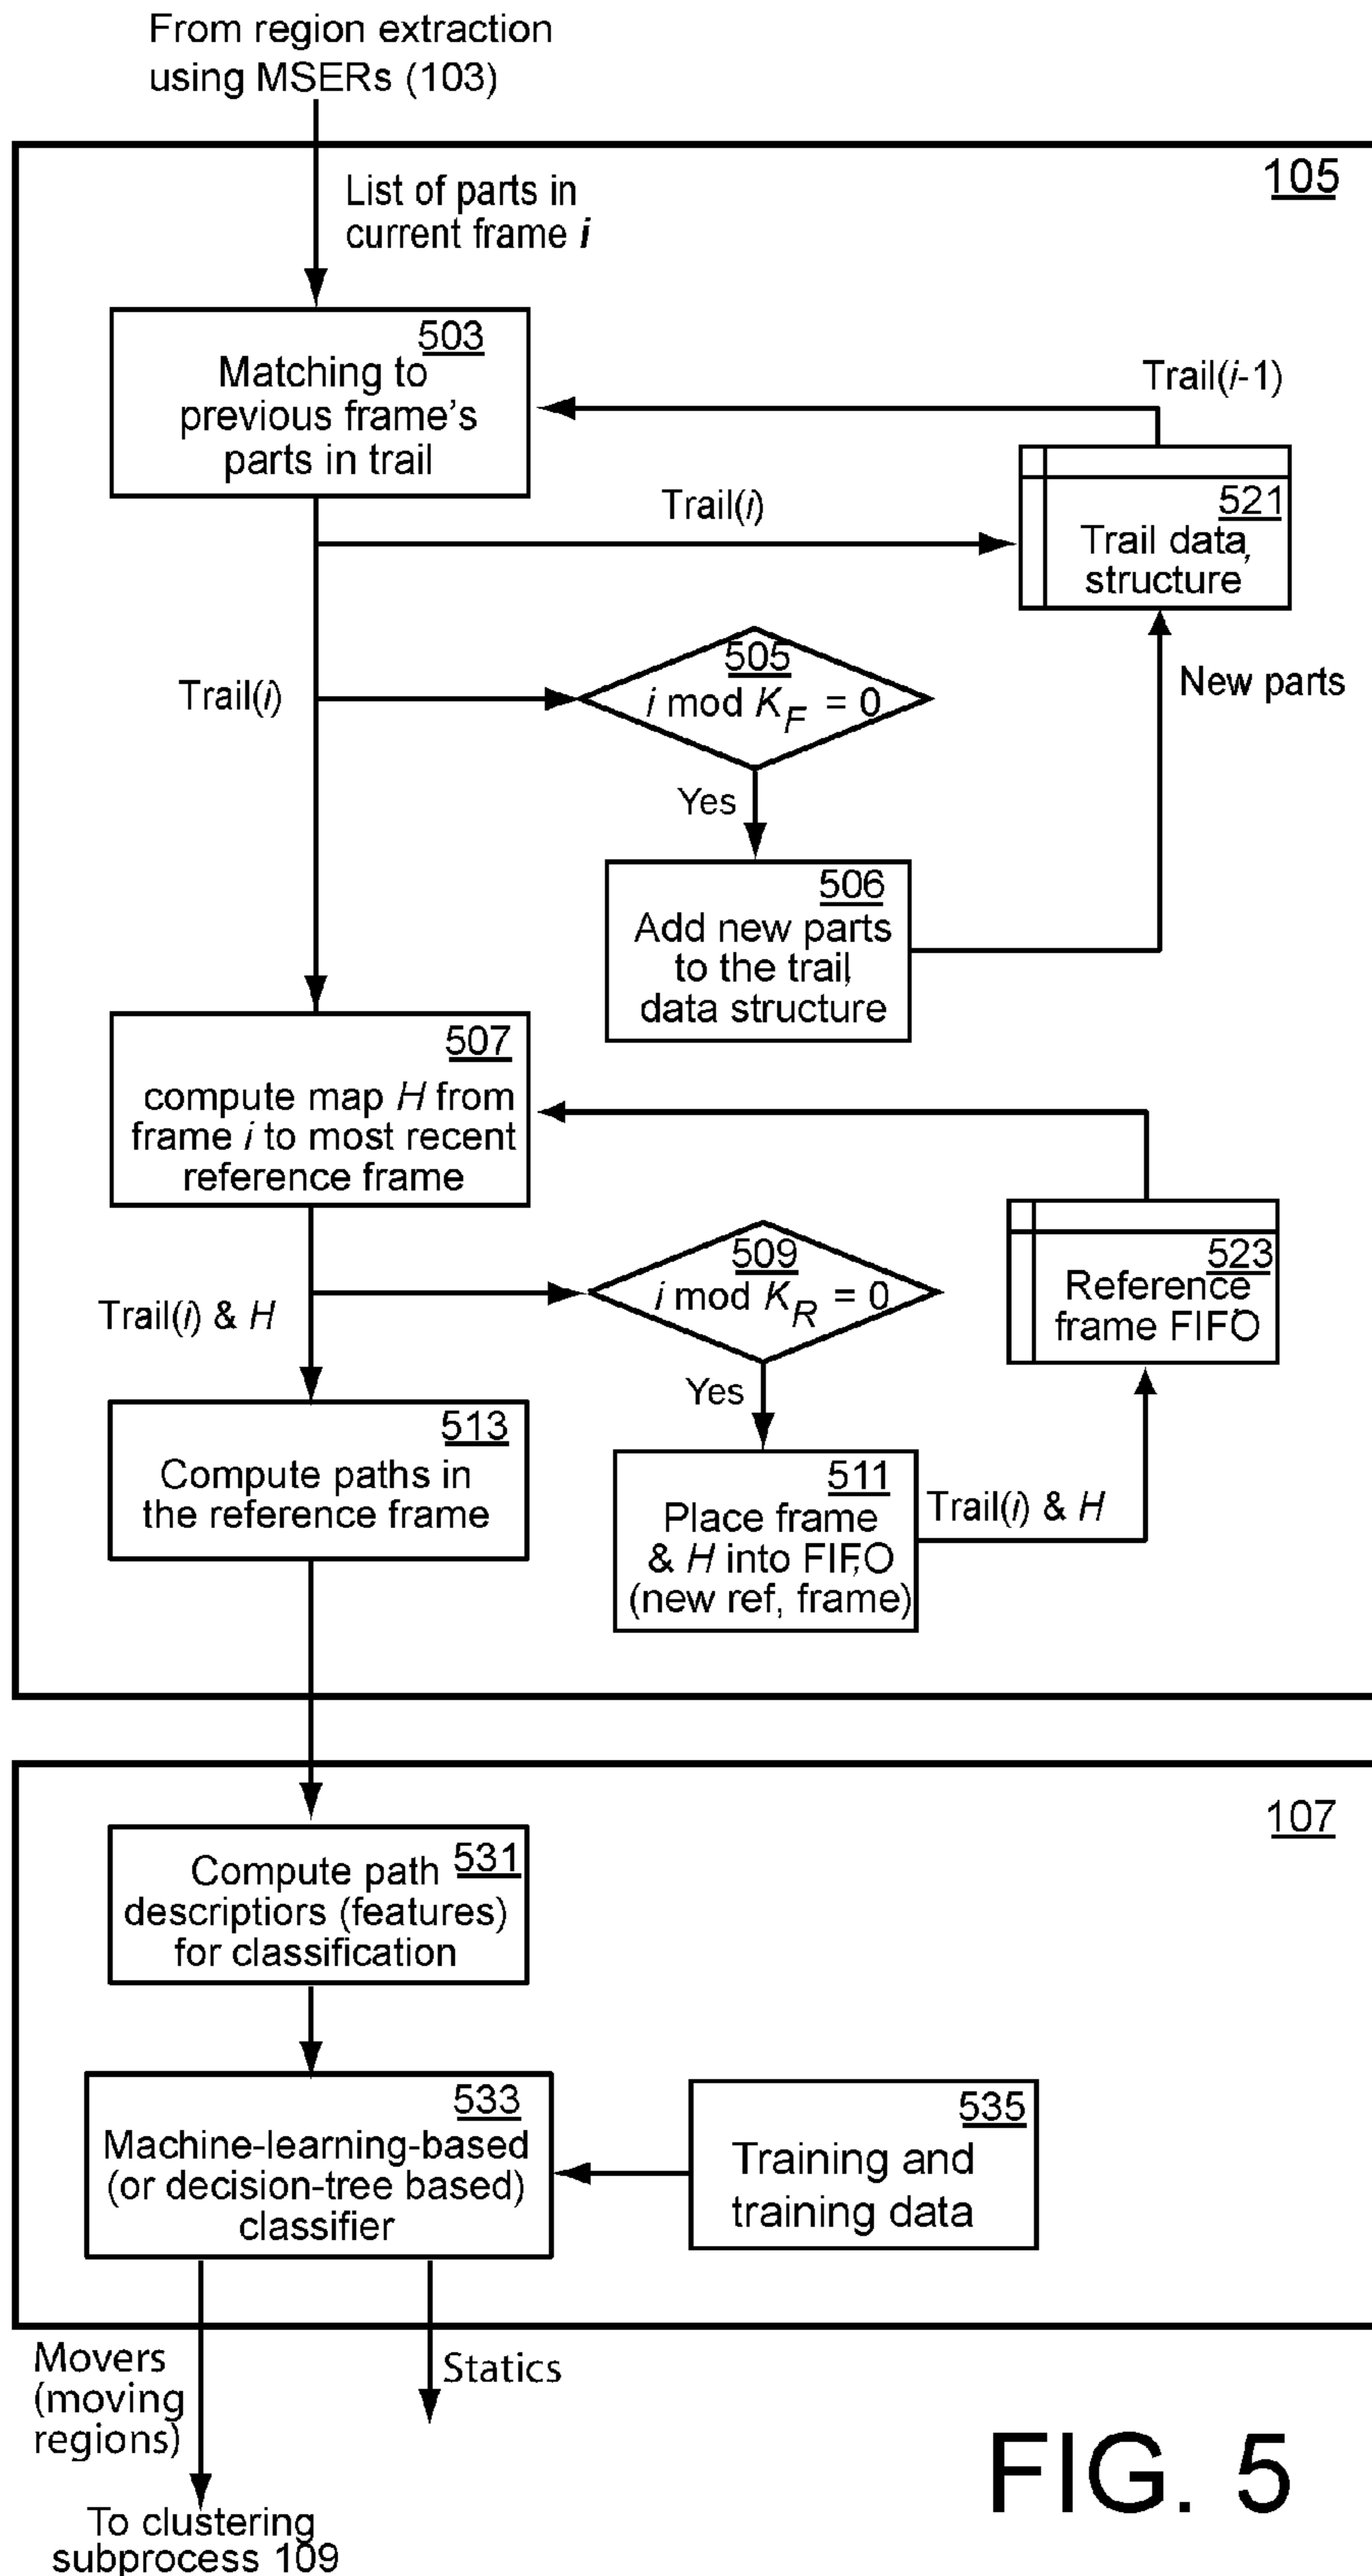 From region extraction
using MSERs (103)
105
List of parts in
current frame i
503
Matching to
previous frame's
parts in trail
Trail(i-1)
Trail(i)
521
Trail data,
structure
505
i mod K_F = 0
Trail(i)
New parts
Yes
506
Add new parts
to the trail,
data structure
507
compute map H from
frame i to most recent
reference frame
509
i mod K_R = 0
523
Reference
frame FIFO
Trail(i) & H
Yes
513
Compute paths in
the reference frame
511
Place frame
& H into FIF,O
(new ref, frame)
Trail(i) & H
107
531
Compute path
descriptiors (features)
for classification
533
Machine-learning-based
(or decision-tree based)
classifier
535
Training and
training data
Movers
(moving
regions)
Statics
To clustering
subprocess 109
FIG. 5